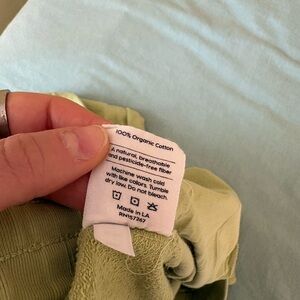 100% Organic Cotton
A natural, breathable
and pesticide-free fiber
Machine wash cold
with like colors. Tumble
dry low. Do not bleach.
Made in LA
RN157267